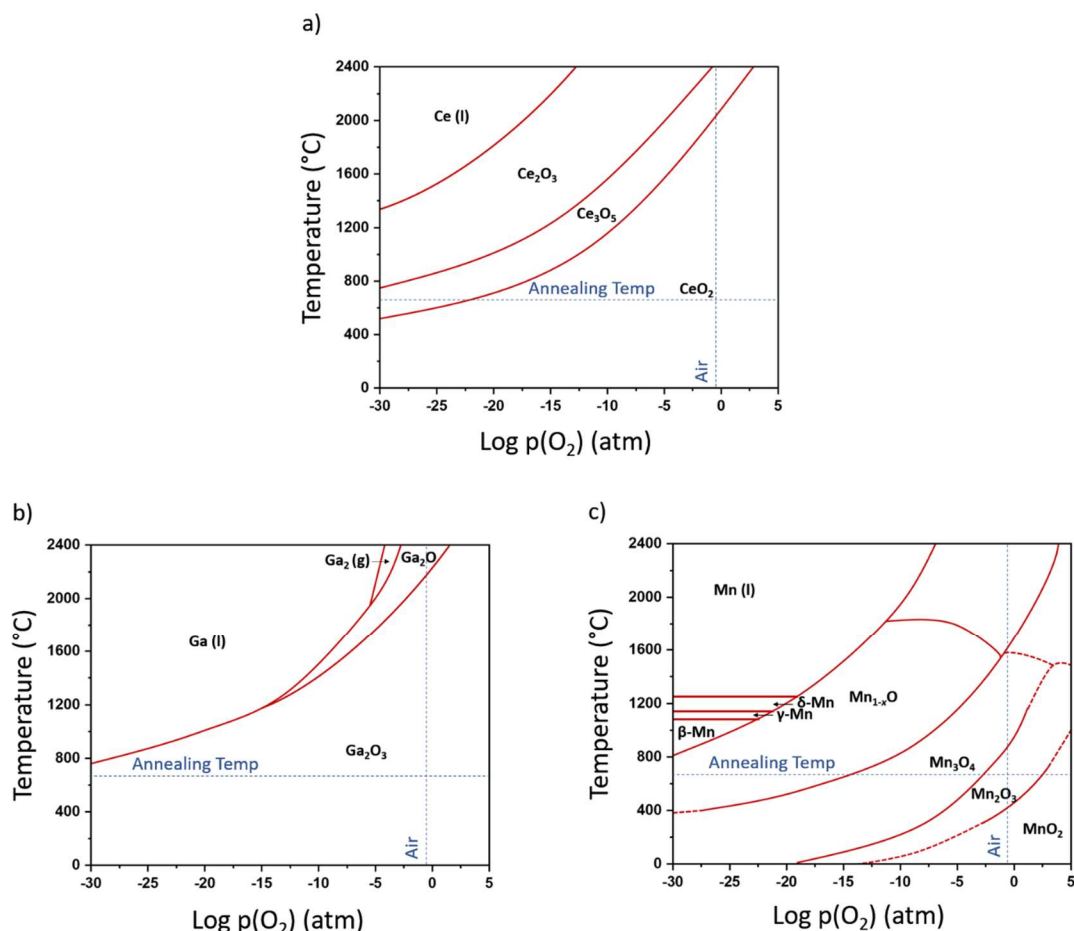 a)
2400
2000
1600
1200
800
400
0
Temperature (°C)
Ce (l)
Ce₂O₃
Ce₃O₅
CeO₂
Annealing Temp
Air
-30 -25 -20 -15 -10 -5 0 5
Log p(O₂) (atm)
b)
2400
2000
1600
1200
800
400
0
Temperature (°C)
Ga₂ (g)
Ga₂O
Ga (l)
Ga₂O₃
Annealing Temp
Air
-30 -25 -20 -15 -10 -5 0 5
Log p(O₂) (atm)
c)
2400
2000
1600
1200
800
400
0
Temperature (°C)
Mn (l)
Mn₁₋ₓO
δ-Mn
γ-Mn
β-Mn
Annealing Temp
Mn₃O₄
Mn₂O₃
MnO₂
Air
-30 -25 -20 -15 -10 -5 0 5
Log p(O₂) (atm)